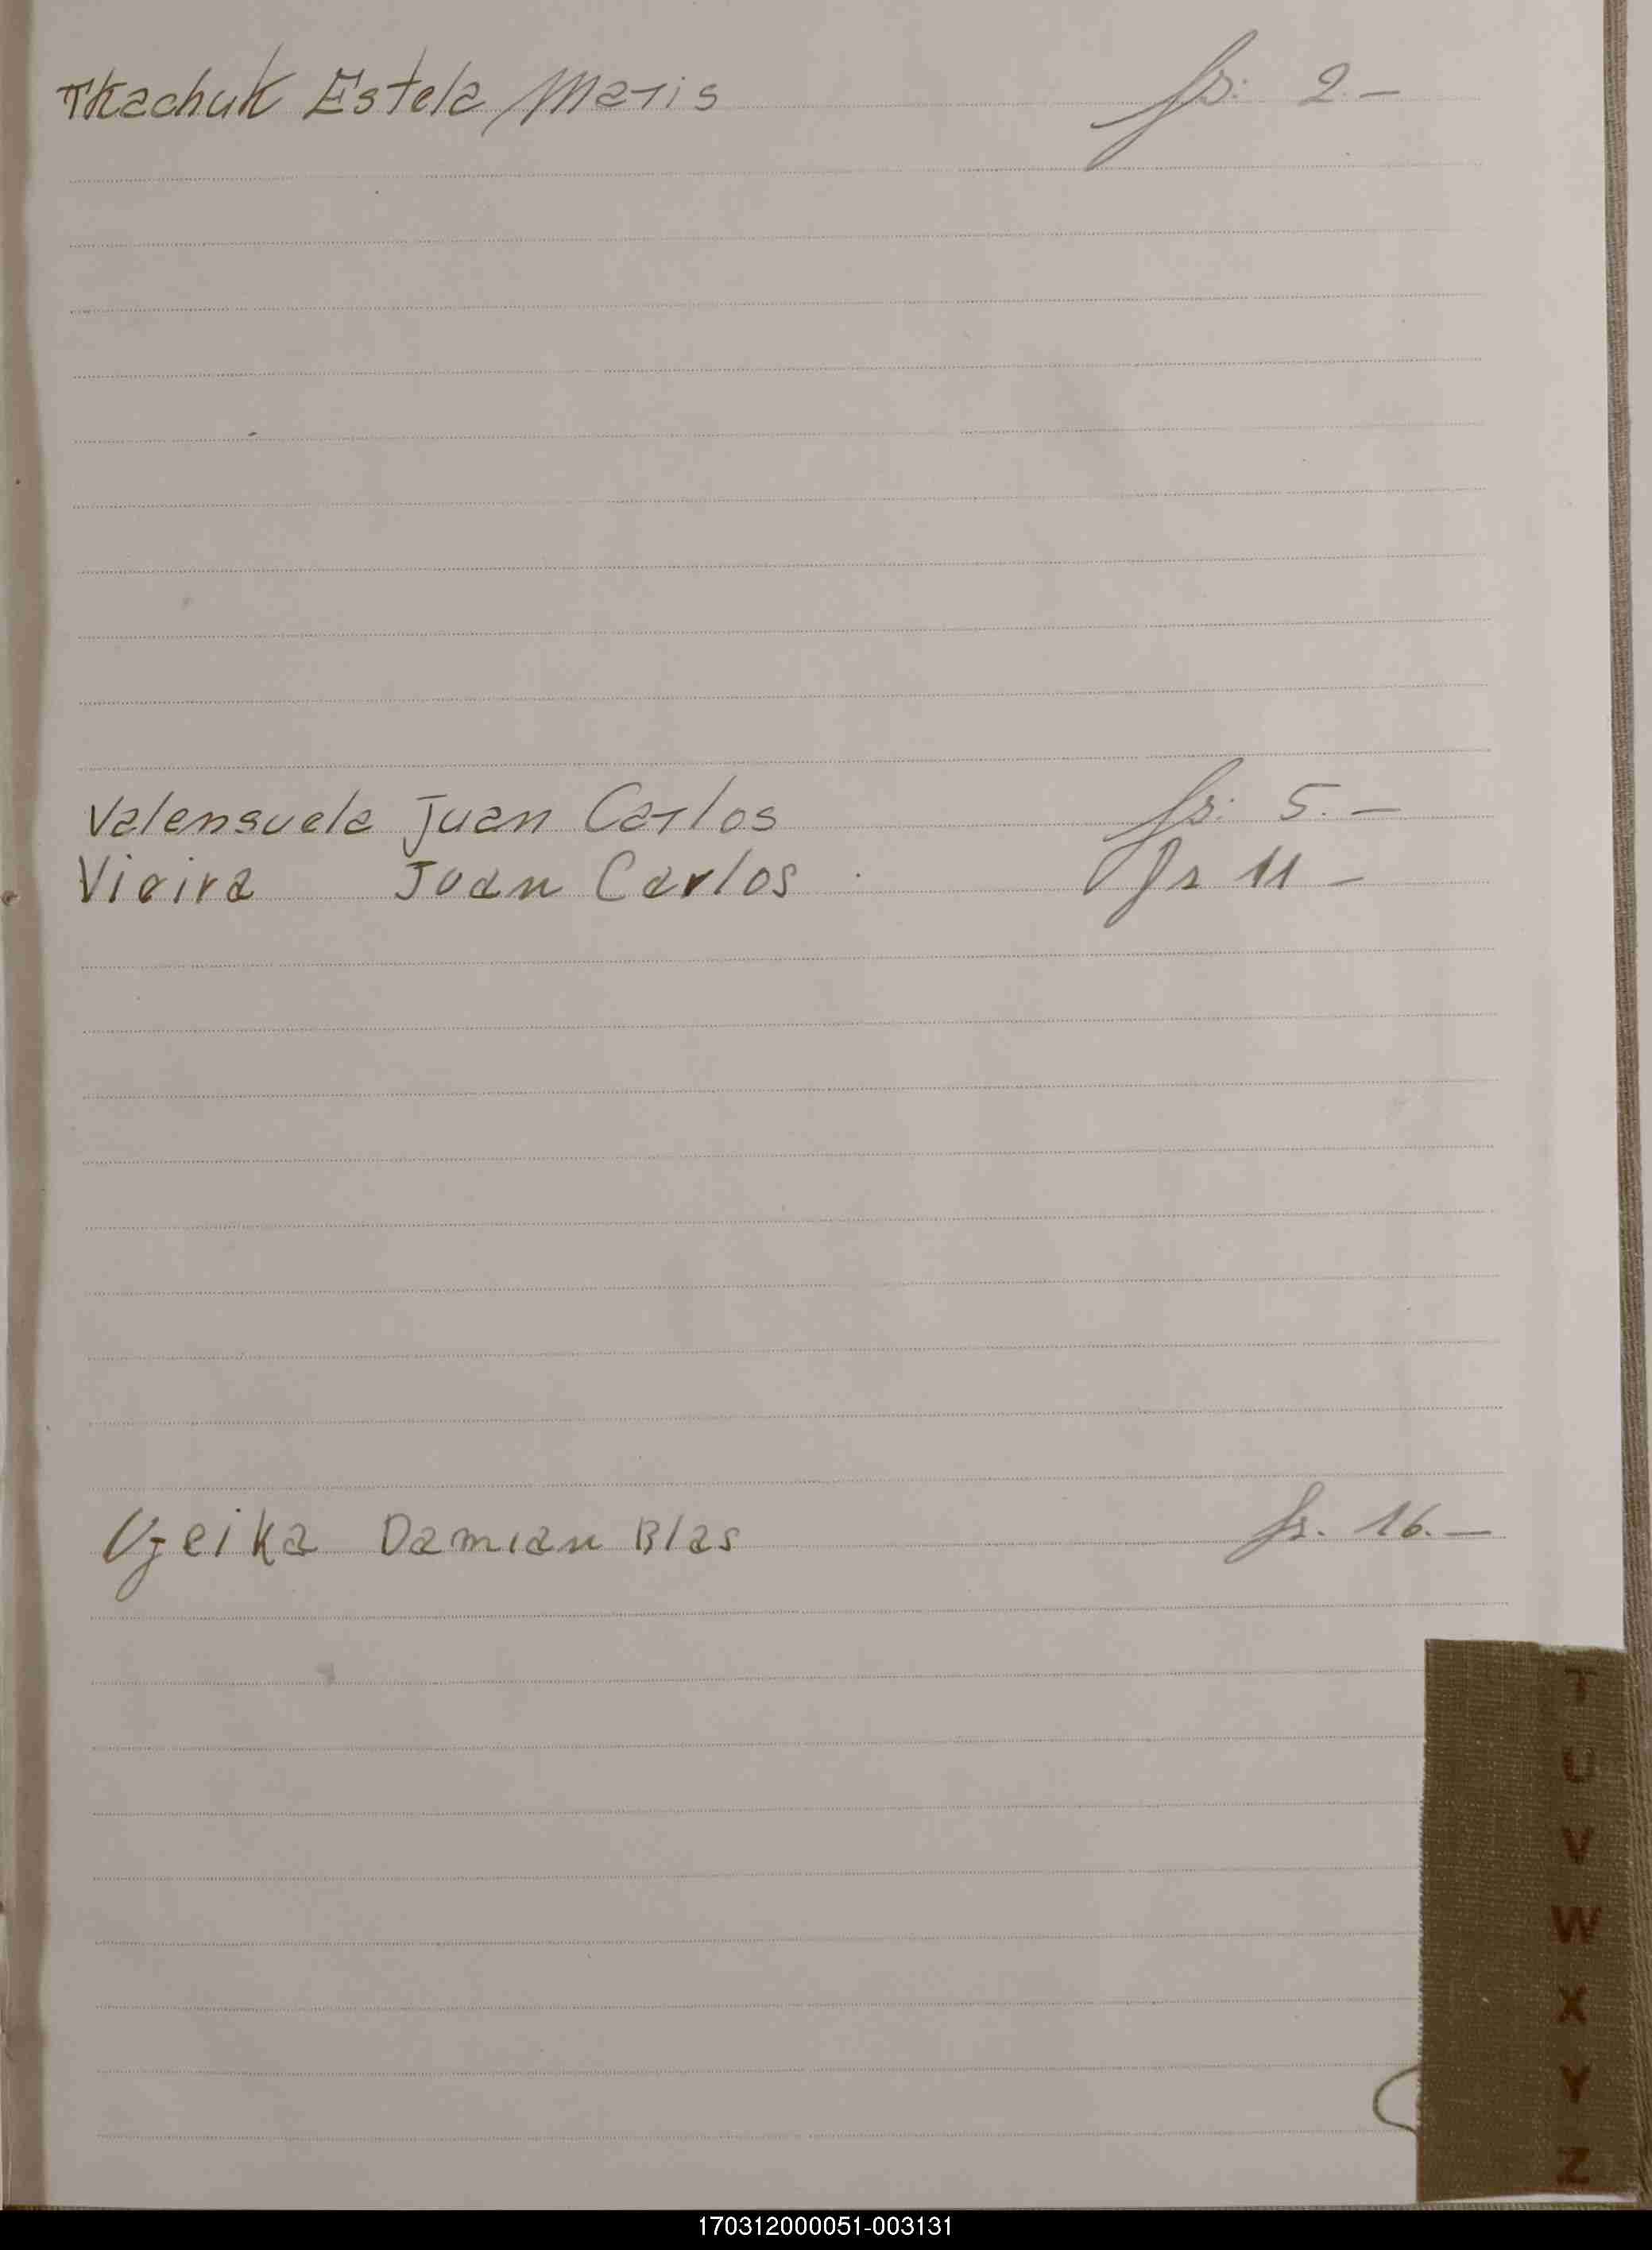 Tkachuk Estela Maris fs: 2.-
Valensuela Juan Carlos fs: 5.-
Vieira Juan Carlos fs 11-
Damian Blas fs. 16.-
T
U
V
W
X
Y
Z
170312000051-003131